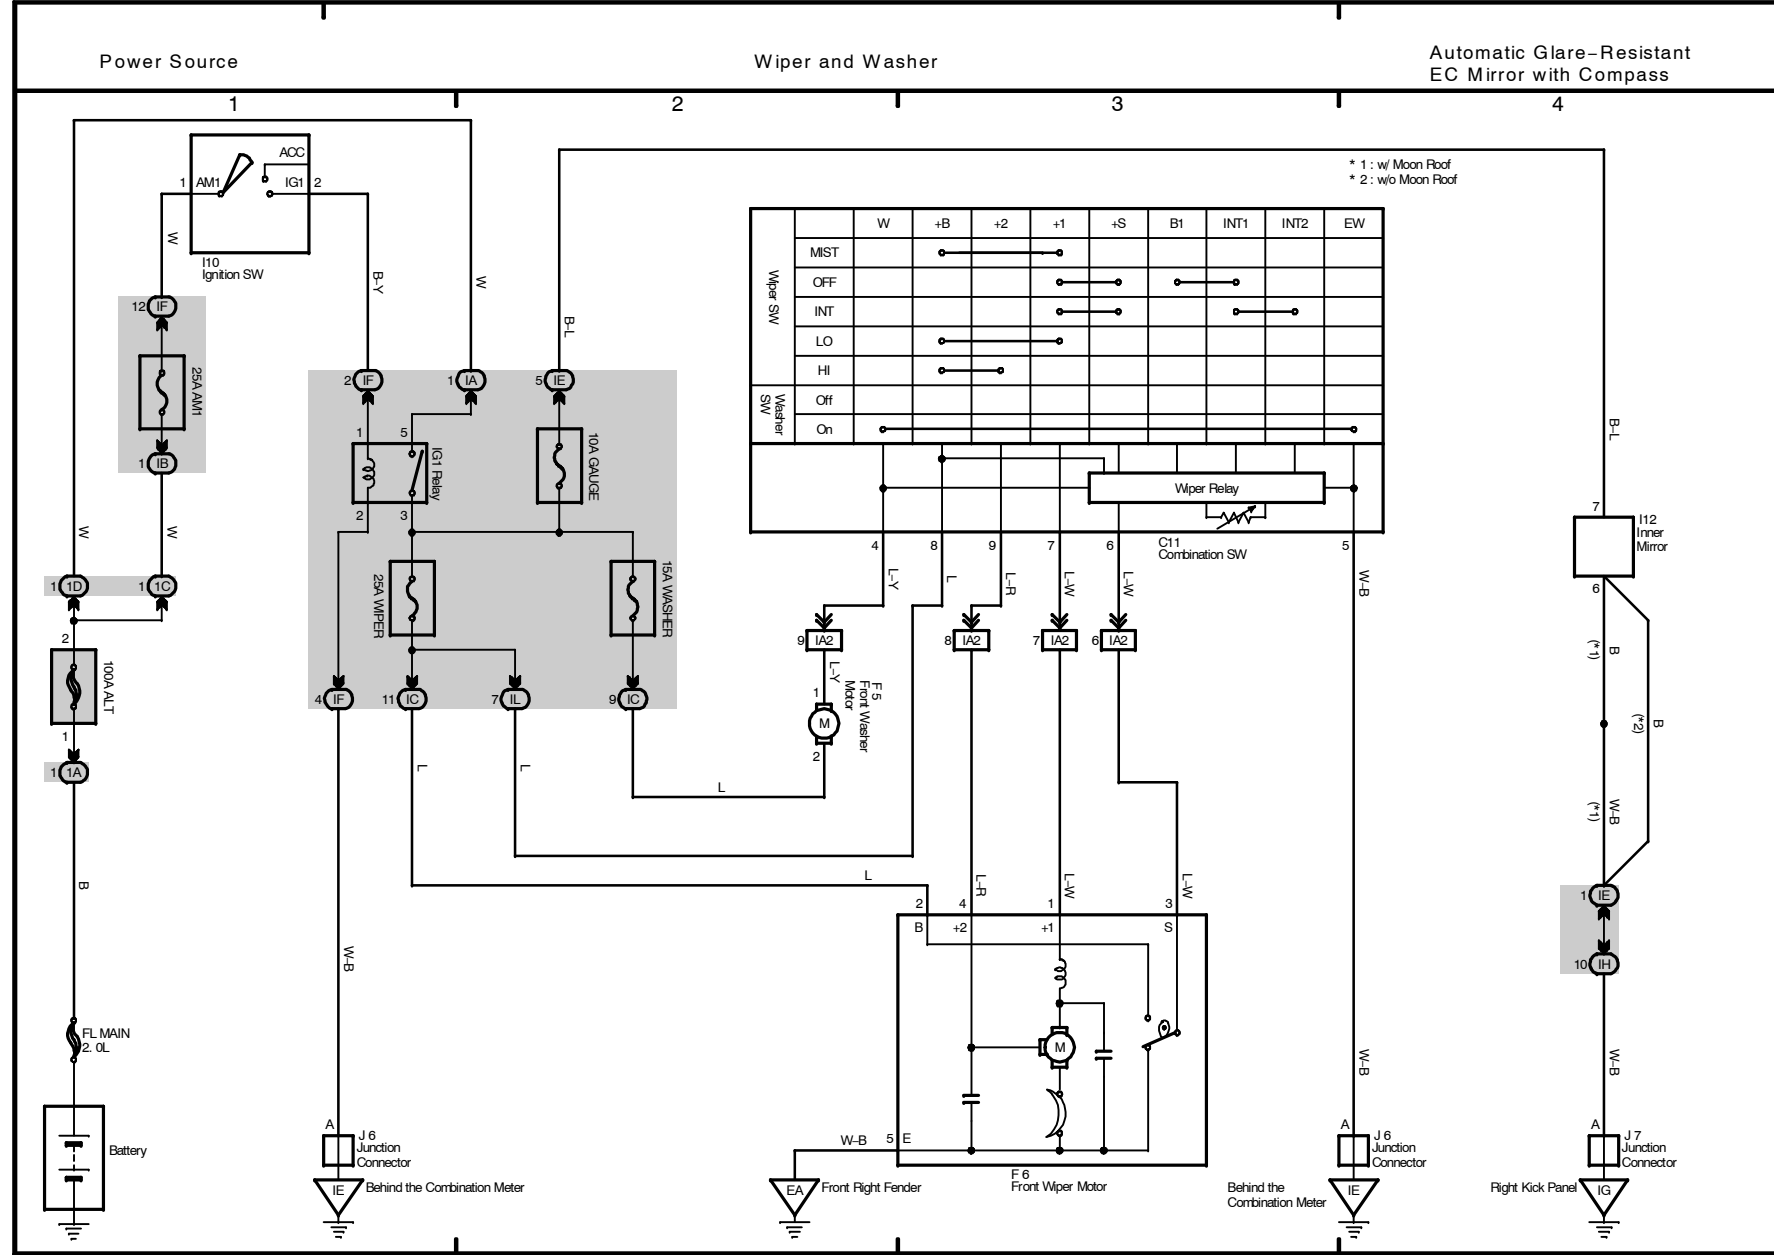 Power Source
Wiper and Washer
Automatic Glare–Resistant
EC Mirror with Compass
1
2
3
4
* 1 : w/ Moon Roof
* 2 : w/o Moon Roof
ACC
1
AM1
IG1
2
I10
Ignition SW
W
B–Y
W
B–L
12
IF
25A AM1
1
IB
W
W
1
1D
1
1C
2
100A ALT
1
1
1A
B
FL MAIN
2. 0L
Battery
2
IF
1
IA
5
IE
1
5
IG1 Relay
2
3
10A GAUGE
25A WIPER
15A WASHER
4
IF
11
IC
7
IL
9
IC
L
L
L
L
W–B
A
J 6
Junction
Connector
IE
Behind the Combination Meter
W
+B
+2
+1
+S
B1
INT1
INT2
EW
Wiper SW
MIST
OFF
INT
LO
HI
Washer
SW
Off
On
Wiper Relay
C11
Combination SW
4
8
9
7
6
5
L–Y
L
L–R
L–W
L–W
W–B
9
IA2
8
IA2
7
IA2
6
IA2
L–Y
1
M
2
F 5
Front Washer
Motor
L–R
L–W
L–W
2
4
1
3
B
+2
+1
S
M
W–B
5
E
F 6
Front Wiper Motor
EA
Front Right Fender
W–B
A
J 6
Junction
Connector
Behind the
Combination Meter
IE
B–L
7
I12
Inner
Mirror
6
B
(*1)
B
(*2)
W–B
(*1)
1
IE
10
IH
W–B
A
J 7
Junction
Connector
Right Kick Panel
IG